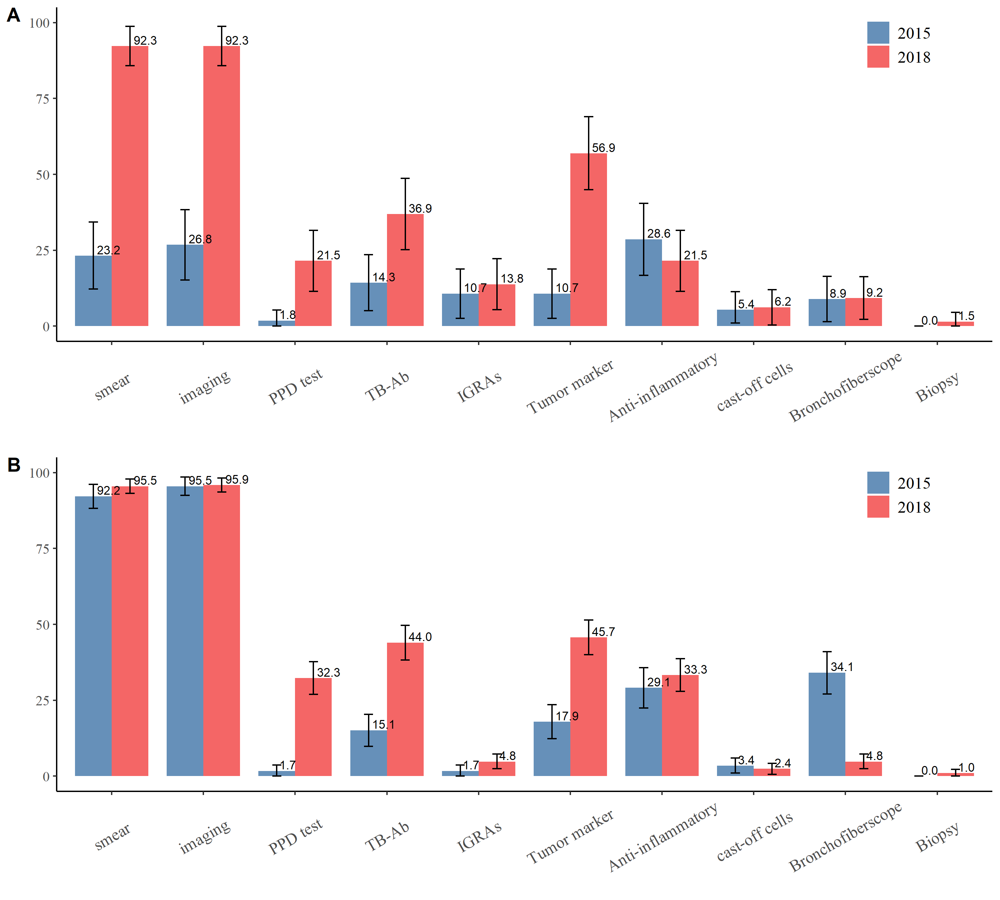 A
100
75
50
25
0
2015
2018
23.2
92.3
26.8
92.3
1.8
21.5
14.3
36.9
10.7
13.8
10.7
56.9
28.6
21.5
5.4
6.2
8.9
9.2
0.0
1.5
smear
imaging
PPD test
TB-Ab
IGRAs
Tumor marker
Anti-inflammatory
cast-off cells
Bronchofiberscope
Biopsy
B
100
75
50
25
0
2015
2018
92.2
95.5
95.5
95.9
1.7
32.3
15.1
44.0
1.7
4.8
17.9
45.7
29.1
33.3
3.4
2.4
34.1
4.8
0.0
1.0
smear
imaging
PPD test
TB-Ab
IGRAs
Tumor marker
Anti-inflammatory
cast-off cells
Bronchofiberscope
Biopsy